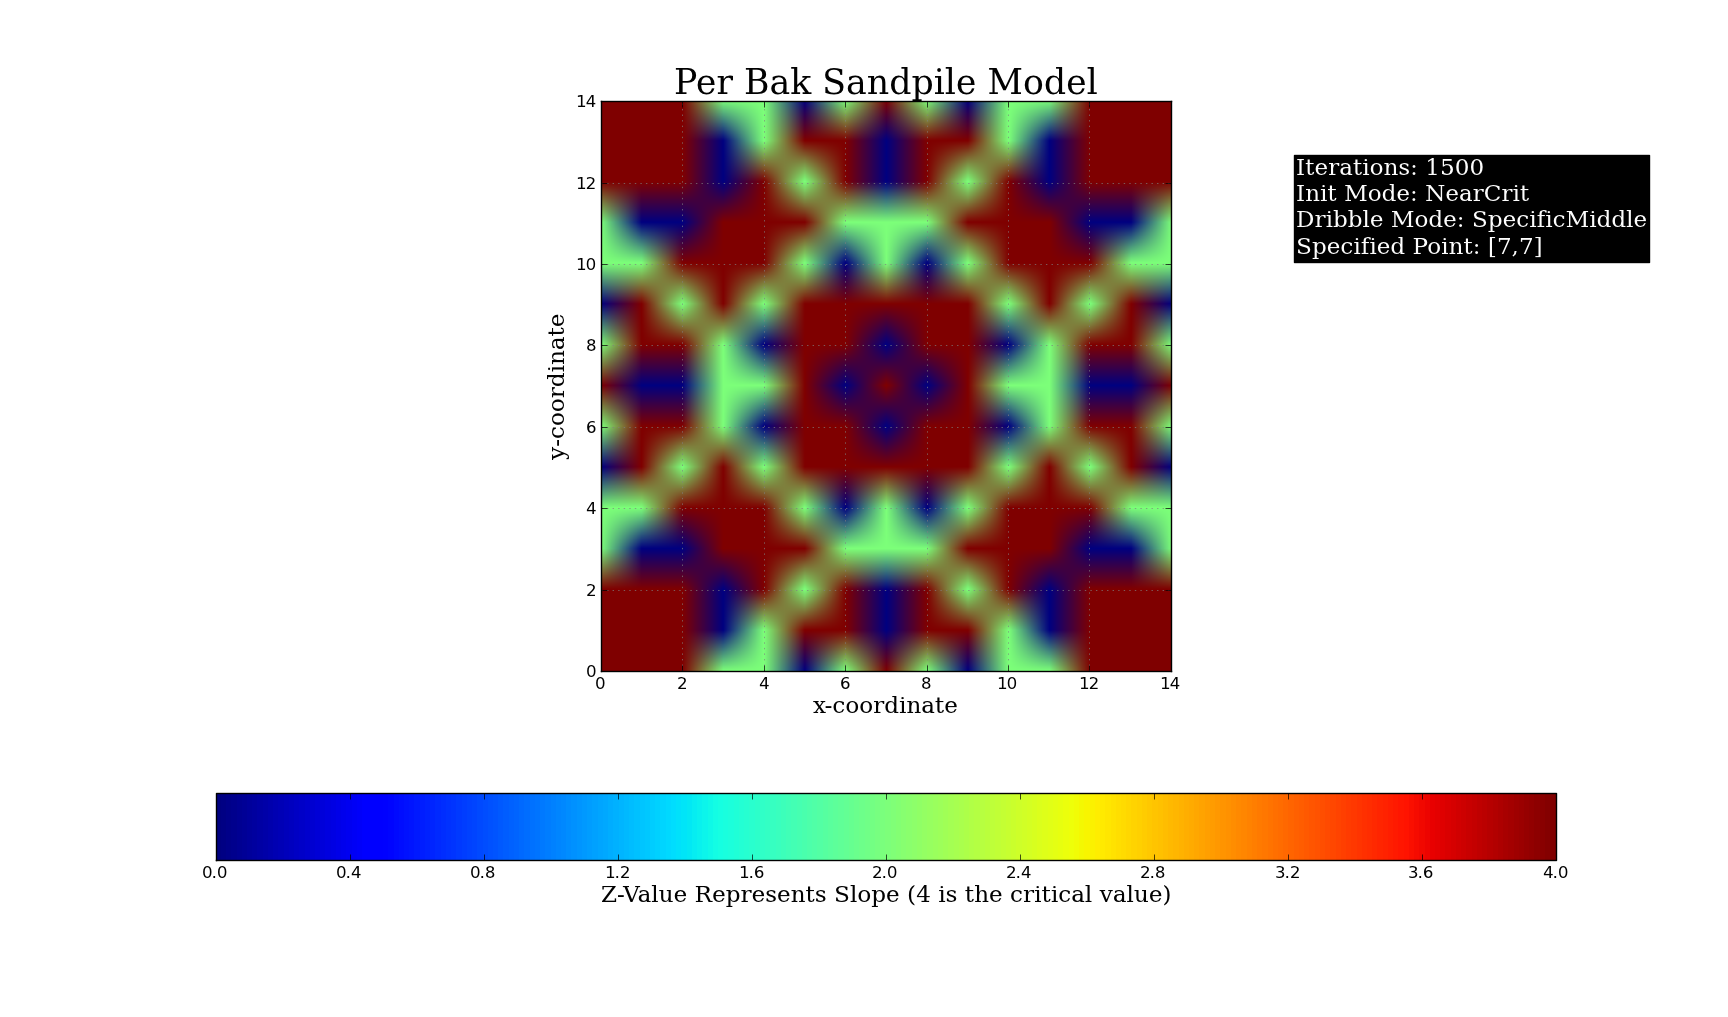 Per Bak Sandpile Model
14
12
10
8
6
4
2
0
y-coordinate
0 2 4 6 8 10 12 14
x-coordinate
Iterations: 1500
Init Mode: NearCrit
Dribble Mode: SpecificMiddle
Specified Point: [7,7]
0.0 0.4 0.8 1.2 1.6 2.0 2.4 2.8 3.2 3.6 4.0
Z-Value Represents Slope (4 is the critical value)